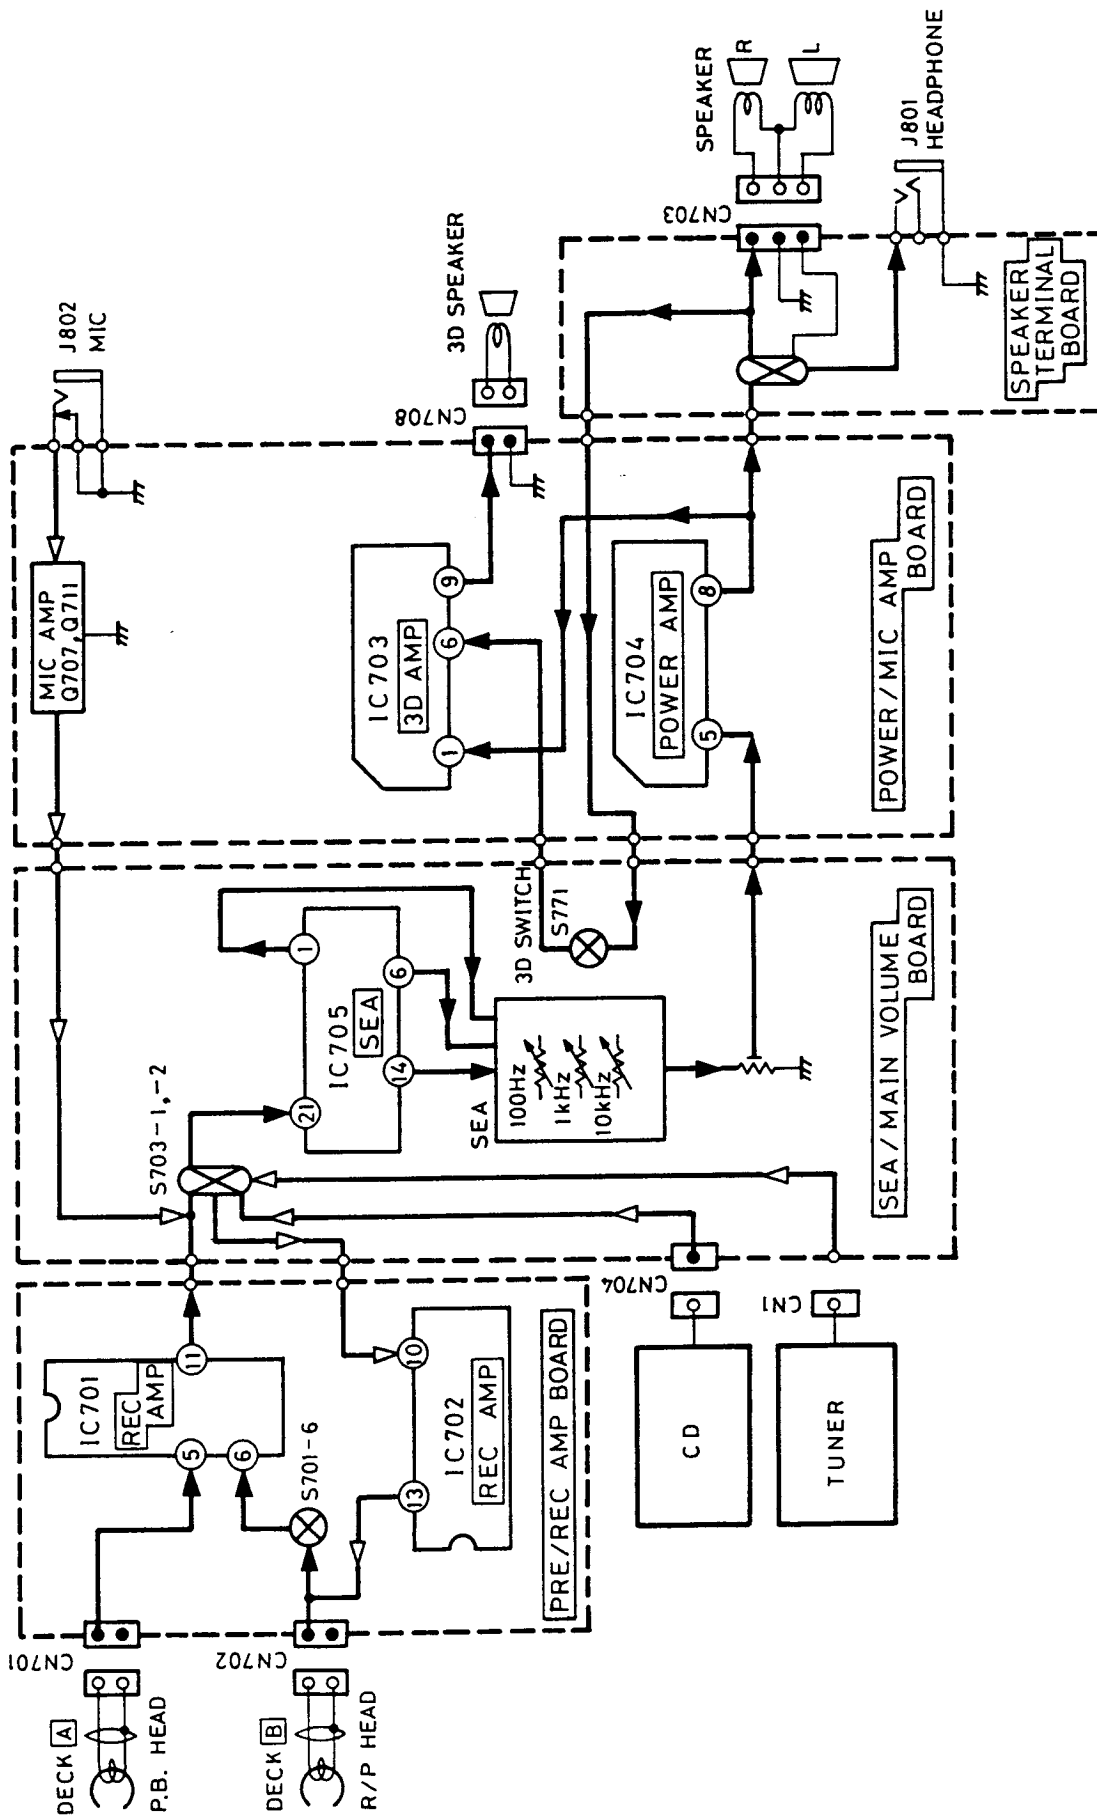 DECK A
P.B. HEAD
CN701
DECK B
R/P HEAD
CN702
IC701
REC
AMP
5
6
11
S701-6
13
10
IC702
REC AMP
PRE/REC AMP BOARD
CD
CN704
TUNER
CN1
S703-1,-2
21
1
IC705
SEA
14
6
SEA
100Hz
1kHz
10kHz
3D SWITCH
S771
SEA/MAIN VOLUME
BOARD
MIC AMP
Q707,Q711
J802
MIC
IC703
3D AMP
1
6
9
CN708
3D SPEAKER
IC704
POWER AMP
5
8
POWER/MIC AMP
BOARD
SPEAKER
R
L
CN703
J801
HEADPHONE
SPEAKER
TERMINAL
BOARD